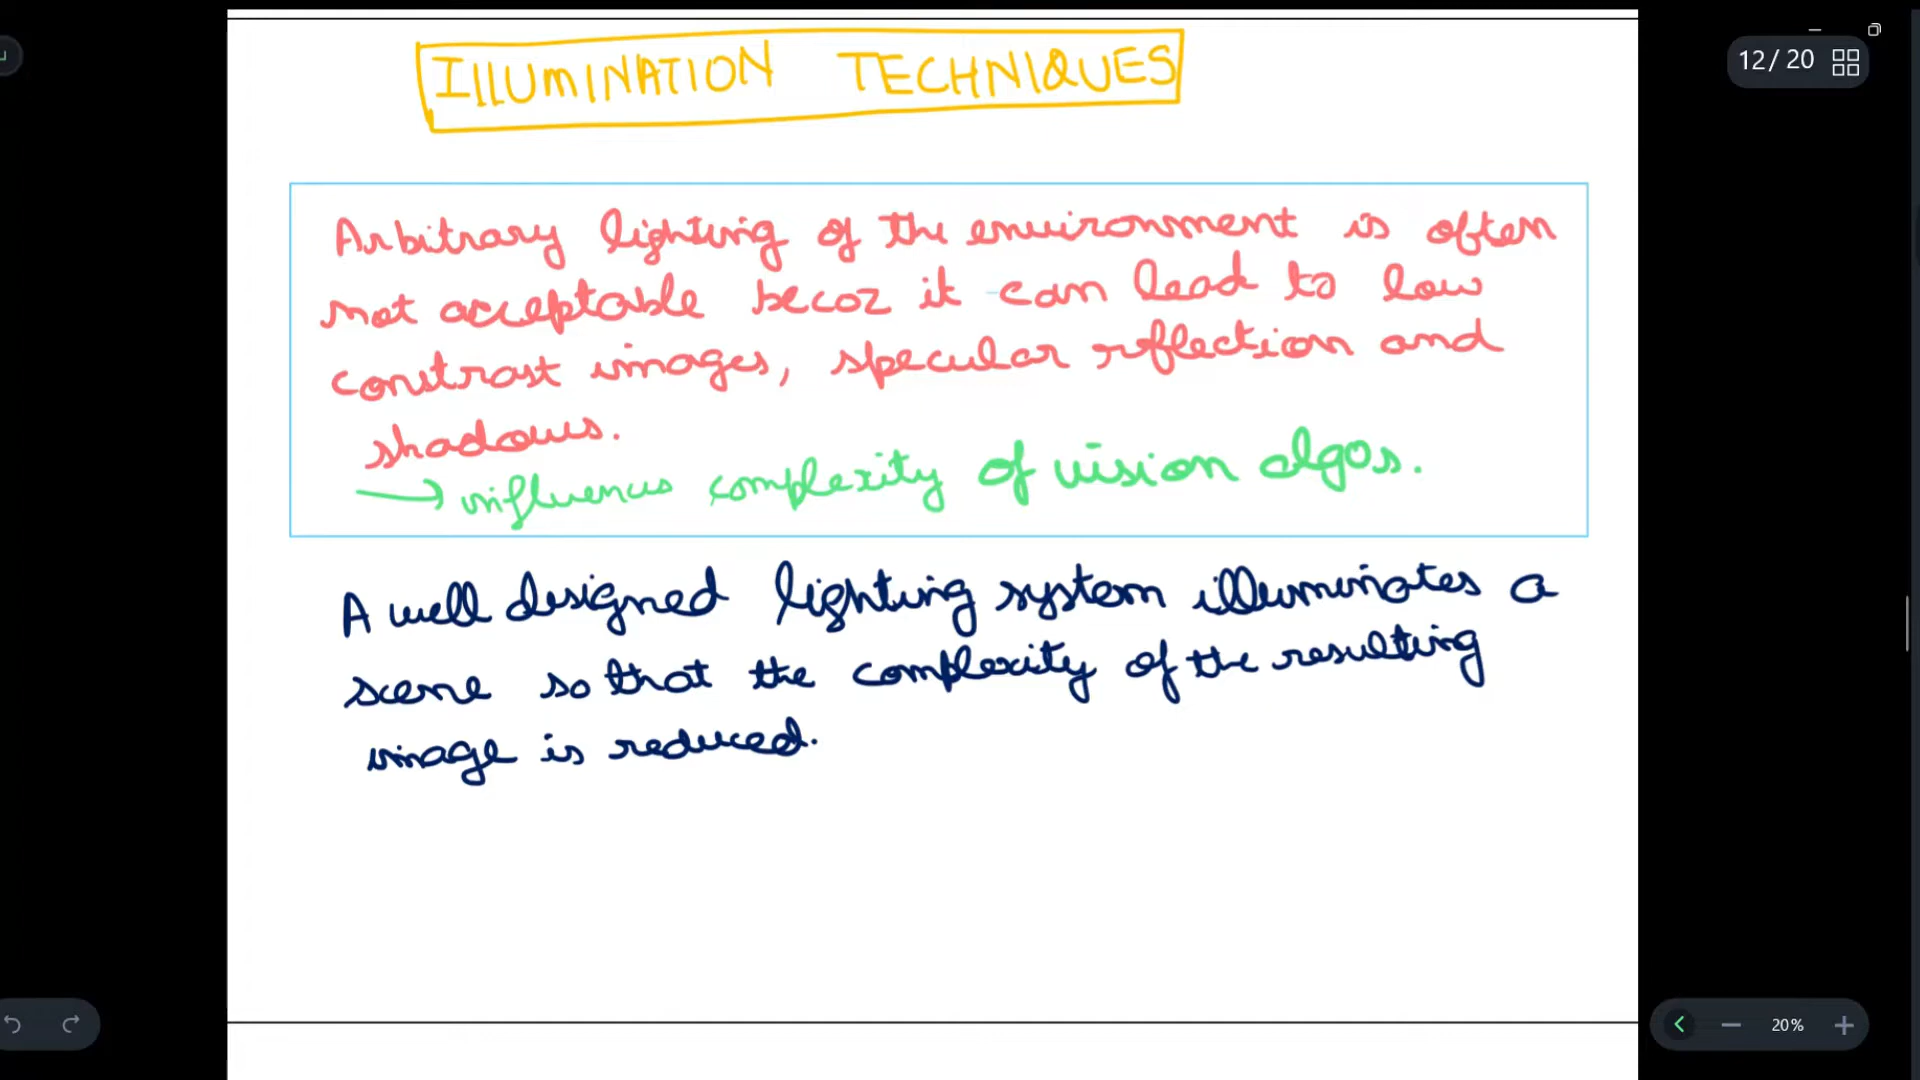 ILLUMINATION TECHNIQUES
12/ 20
Arbitrary lighting of the environment is often
not acceptable becoz it can lead to low
contrast images, specular reflection and
shadows.
→ influences complexity of vision algos.
A well designed lighting system illuminates a
scene so that the complexity of the resulting
image is reduced.
20%